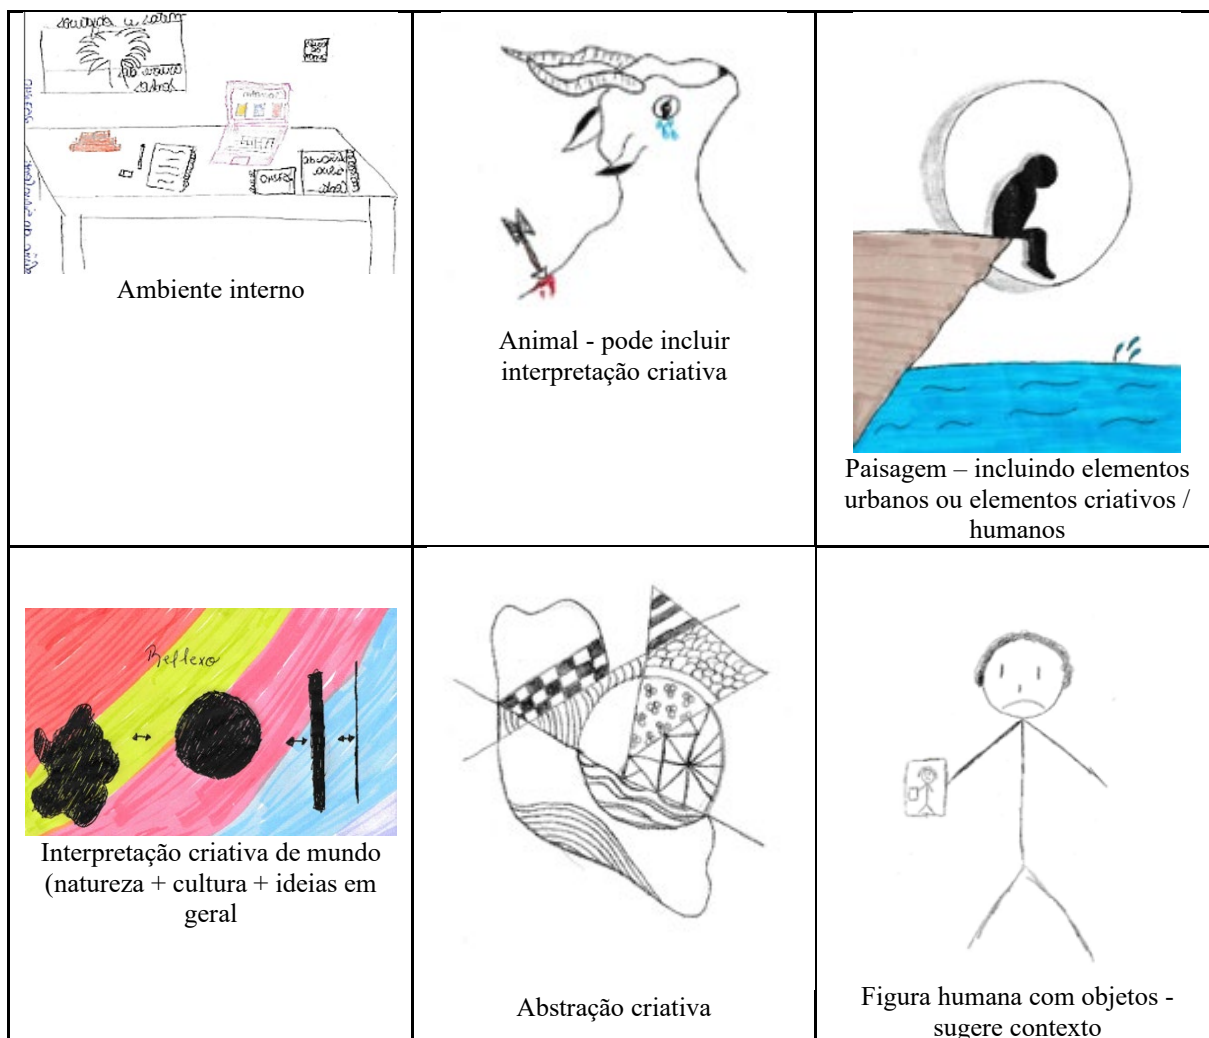 Ambiente interno
Animal - pode incluir
interpretação criativa
Paisagem – incluindo elementos
urbanos ou elementos criativos /
humanos
Reflexo
Interpretação criativa de mundo
(natureza + cultura + ideias em
geral
Abstração criativa
Figura humana com objetos -
sugere contexto